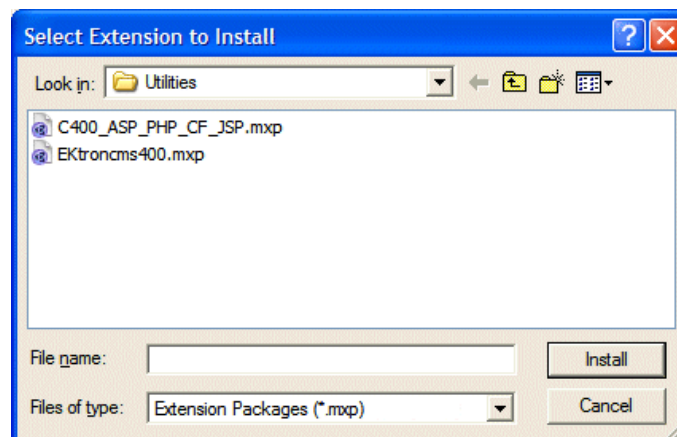 Select Extension to Install
Look in: Utilities
C400_ASP_PHP_CF_JSP.mxp
EKtroncms400.mxp
File name: Install
Files of type: Extension Packages (*.mxp) Cancel